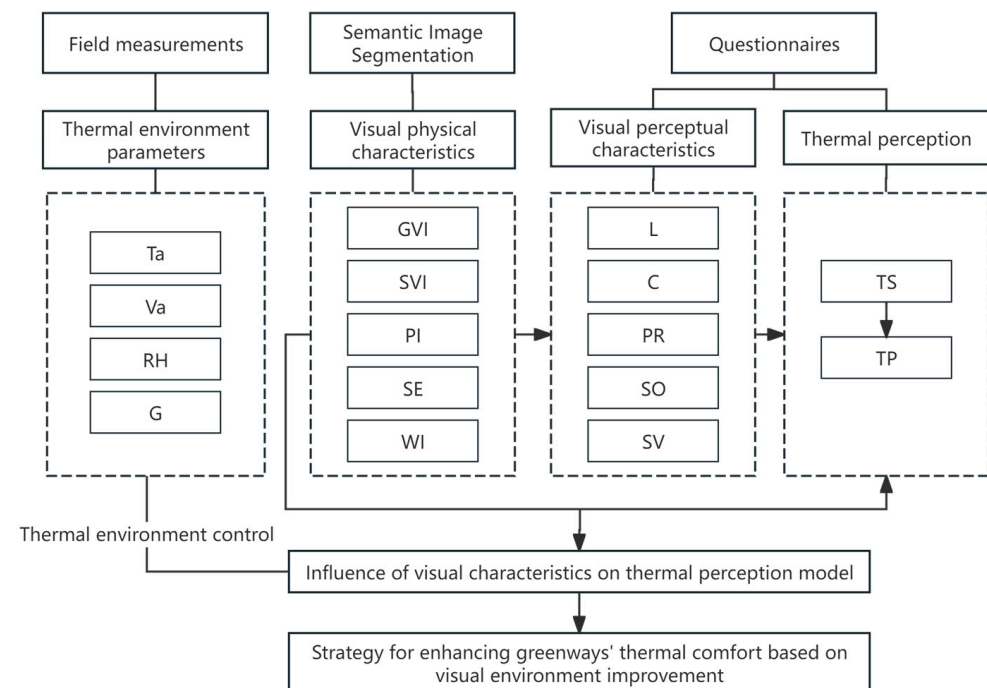 Field measurements
Semantic Image
Segmentation
Questionnaires
Thermal environment
parameters
Visual physical
characteristics
Visual perceptual
characteristics
Thermal perception
Ta
Va
RH
G
GVI
SVI
PI
SE
WI
L
C
PR
SO
SV
TS
TP
Thermal environment control
Influence of visual characteristics on thermal perception model
Strategy for enhancing greenways' thermal comfort based on
visual environment improvement